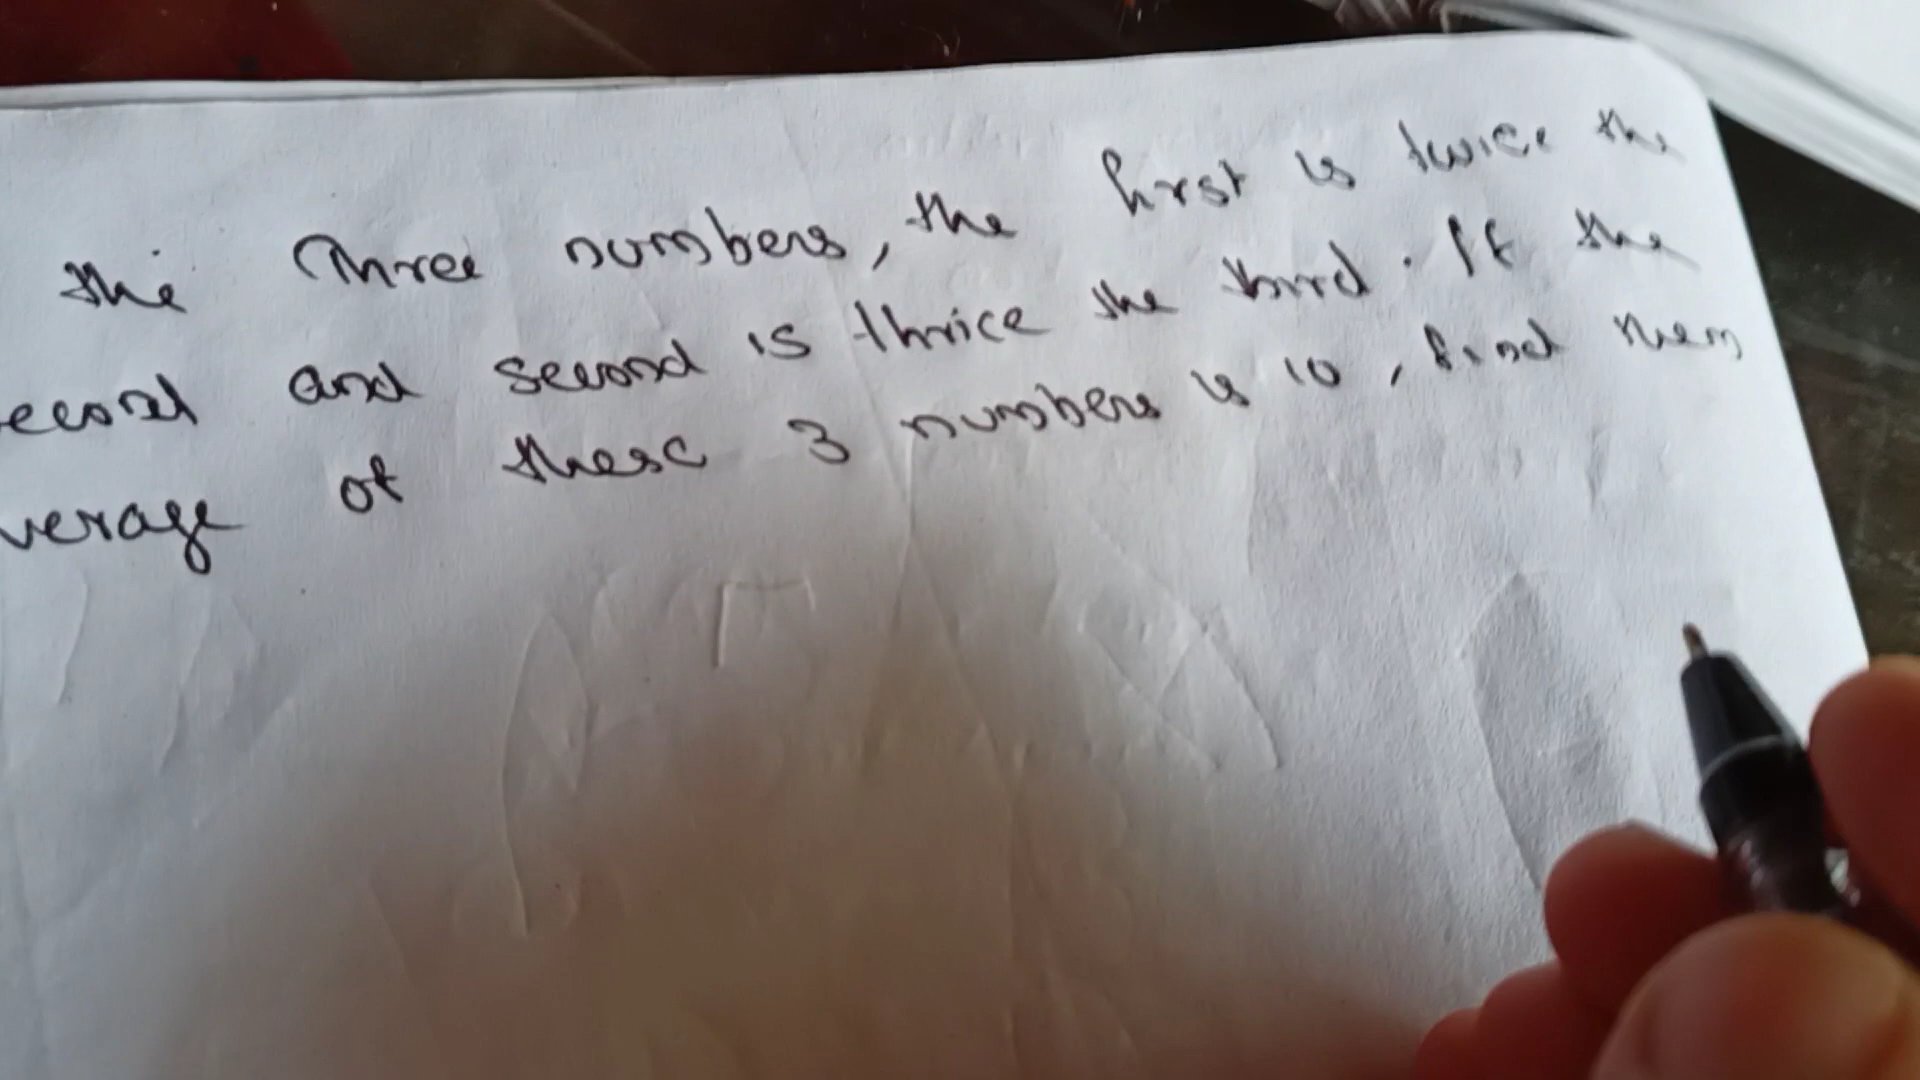 the Three numbers, the first is twice the
econd and second is thrice the third. If the
verage of these 3 numbers is 10, find them